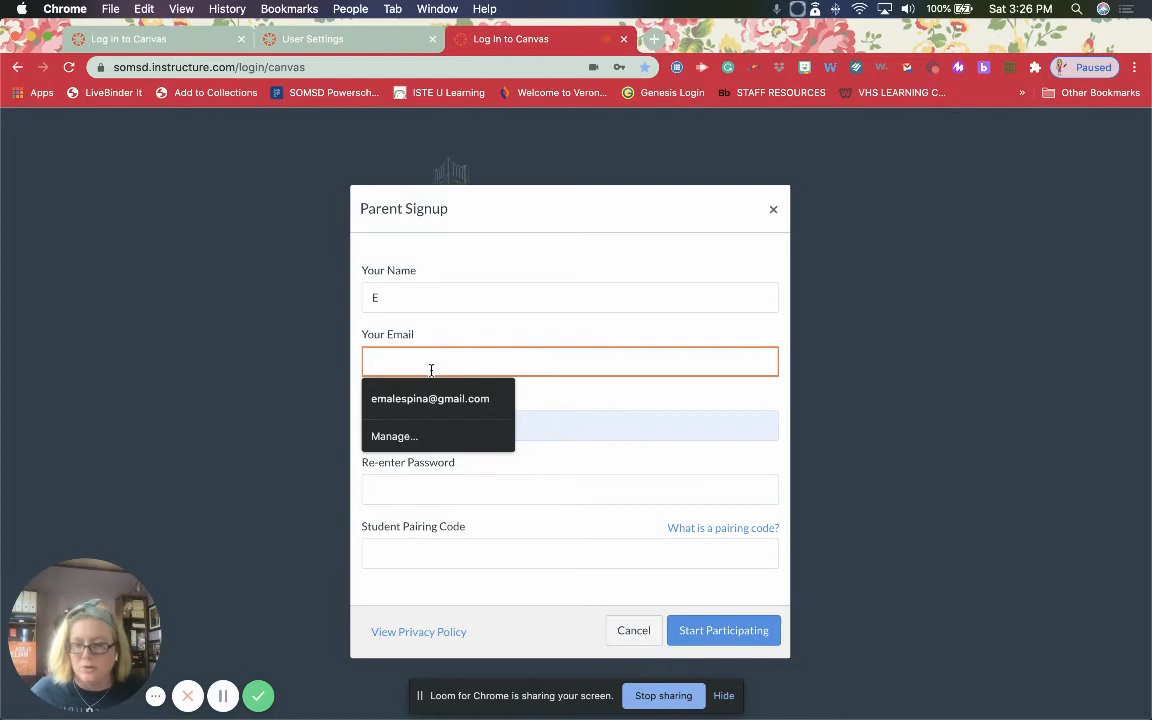 Chrome File Edit View History Bookmarks People Tab Window Help 100% Sat 3:26 PM
Log in to Canvas User Settings Log In to Canvas
somsd.instructure.com/login/canvas Paused
Apps LiveBinder It Add to Collections SOMSD Powersch... ISTE U Learning Welcome to Veron... Genesis Login Bb STAFF RESOURCES VHS LEARNING C... » Other Bookmarks
Parent Signup
Your Name
E
Your Email
emalespina@gmail.com
Manage...
Re-enter Password
Student Pairing Code What is a pairing code?
View Privacy Policy Cancel Start Participating
Loom for Chrome is sharing your screen. Stop sharing Hide